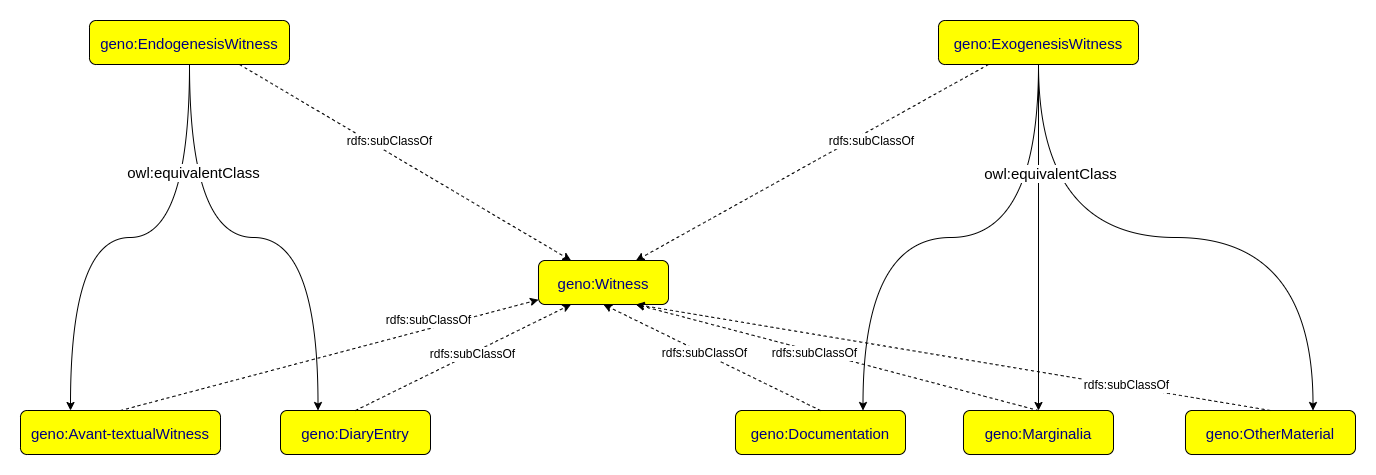 geno:EndogenesisWitness
geno:ExogenesisWitness
rdfs:subClassOf
rdfs:subClassOf
owl:equivalentClass
owl:equivalentClass
geno:Witness
rdfs:subClassOf
rdfs:subClassOf
rdfs:subClassOf
rdfs:subClassOf
rdfs:subClassOf
geno:Avant-textualWitness
geno:DiaryEntry
geno:Documentation
geno:Marginalia
geno:OtherMaterial